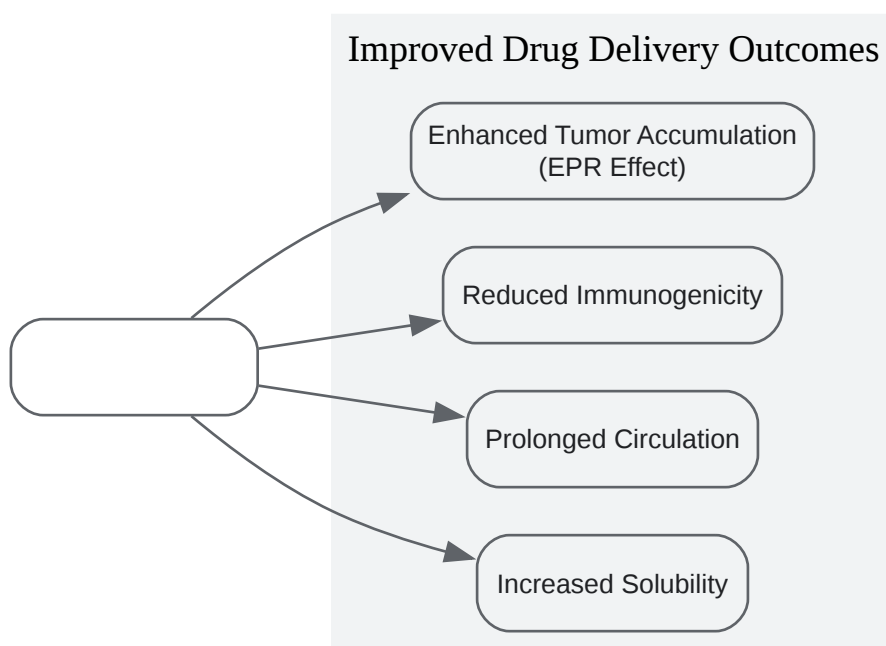 Improved Drug Delivery Outcomes
Enhanced Tumor Accumulation
(EPR Effect)
Reduced Immunogenicity
Prolonged Circulation
Increased Solubility